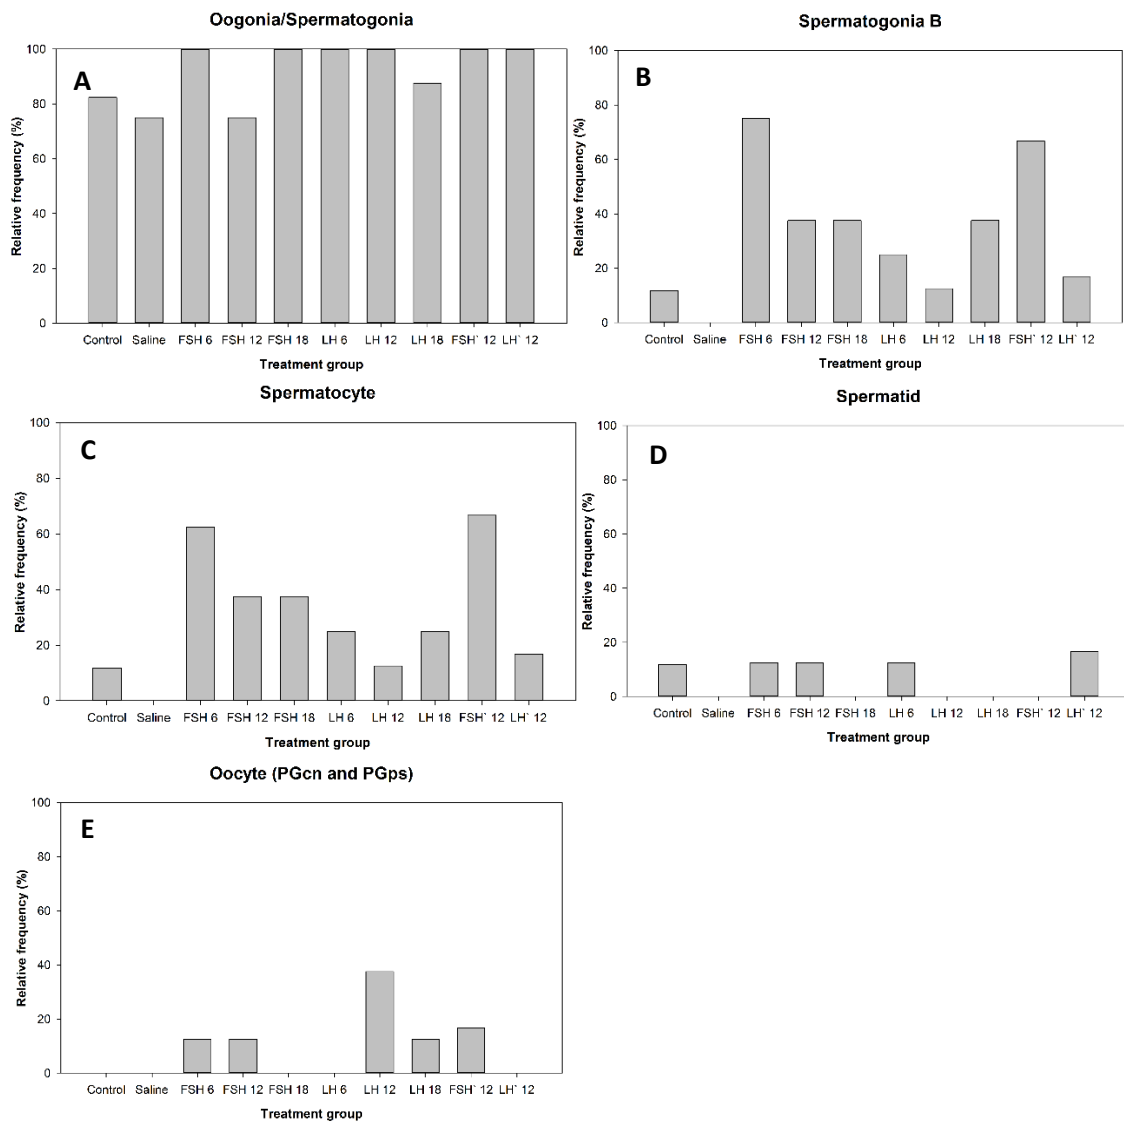 Oogonia/Spermatogonia
A
Relative frequency (%)
100
80
60
40
20
0
Control Saline FSH 6 FSH 12 FSH 18 LH 6 LH 12 LH 18 FSH` 12 LH` 12
Treatment group
Spermatogonia B
B
Relative frequency (%)
100
80
60
40
20
0
Control Saline FSH 6 FSH 12 FSH 18 LH 6 LH 12 LH 18 FSH` 12 LH` 12
Treatment group
Spermatocyte
C
Relative frequency (%)
100
80
60
40
20
0
Control Saline FSH 6 FSH 12 FSH 18 LH 6 LH 12 LH 18 FSH` 12 LH` 12
Treatment group
Spermatid
D
Relative frequency (%)
100
80
60
40
20
0
Control Saline FSH 6 FSH 12 FSH 18 LH 6 LH 12 LH 18 FSH` 12 LH` 12
Treatment group
Oocyte (PGcn and PGps)
E
Relative frequency (%)
100
80
60
40
20
0
Control Saline FSH 6 FSH 12 FSH 18 LH 6 LH 12 LH 18 FSH` 12 LH` 12
Treatment group